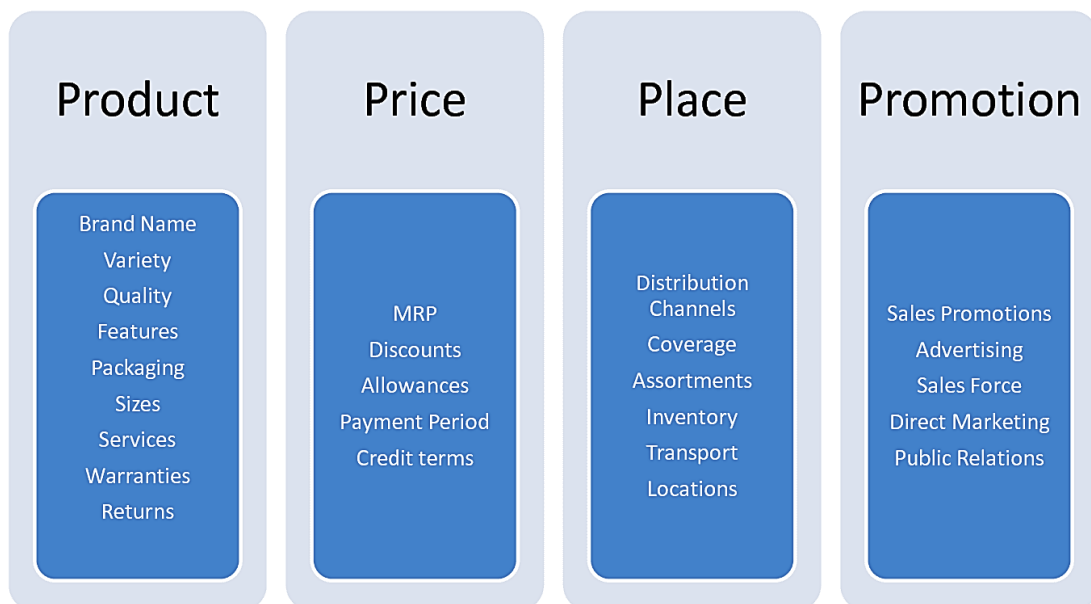 Product
Brand Name
Variety
Quality
Features
Packaging
Sizes
Services
Warranties
Returns
Price
MRP
Discounts
Allowances
Payment Period
Credit terms
Place
Distribution
Channels
Coverage
Assortments
Inventory
Transport
Locations
Promotion
Sales Promotions
Advertising
Sales Force
Direct Marketing
Public Relations